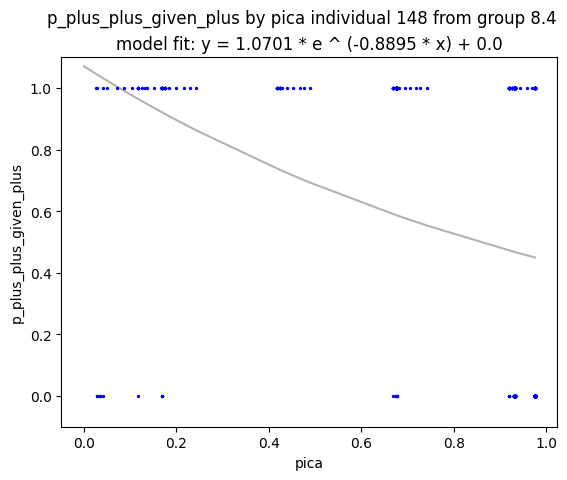 p_plus_plus_given_plus by pica individual 148 from group 8.4
model fit: y = 1.0701 * e ^ (-0.8895 * x) + 0.0
p_plus_plus_given_plus
1.0
0.8
0.6
0.4
0.2
0.0
0.0 0.2 0.4 0.6 0.8 1.0
pica